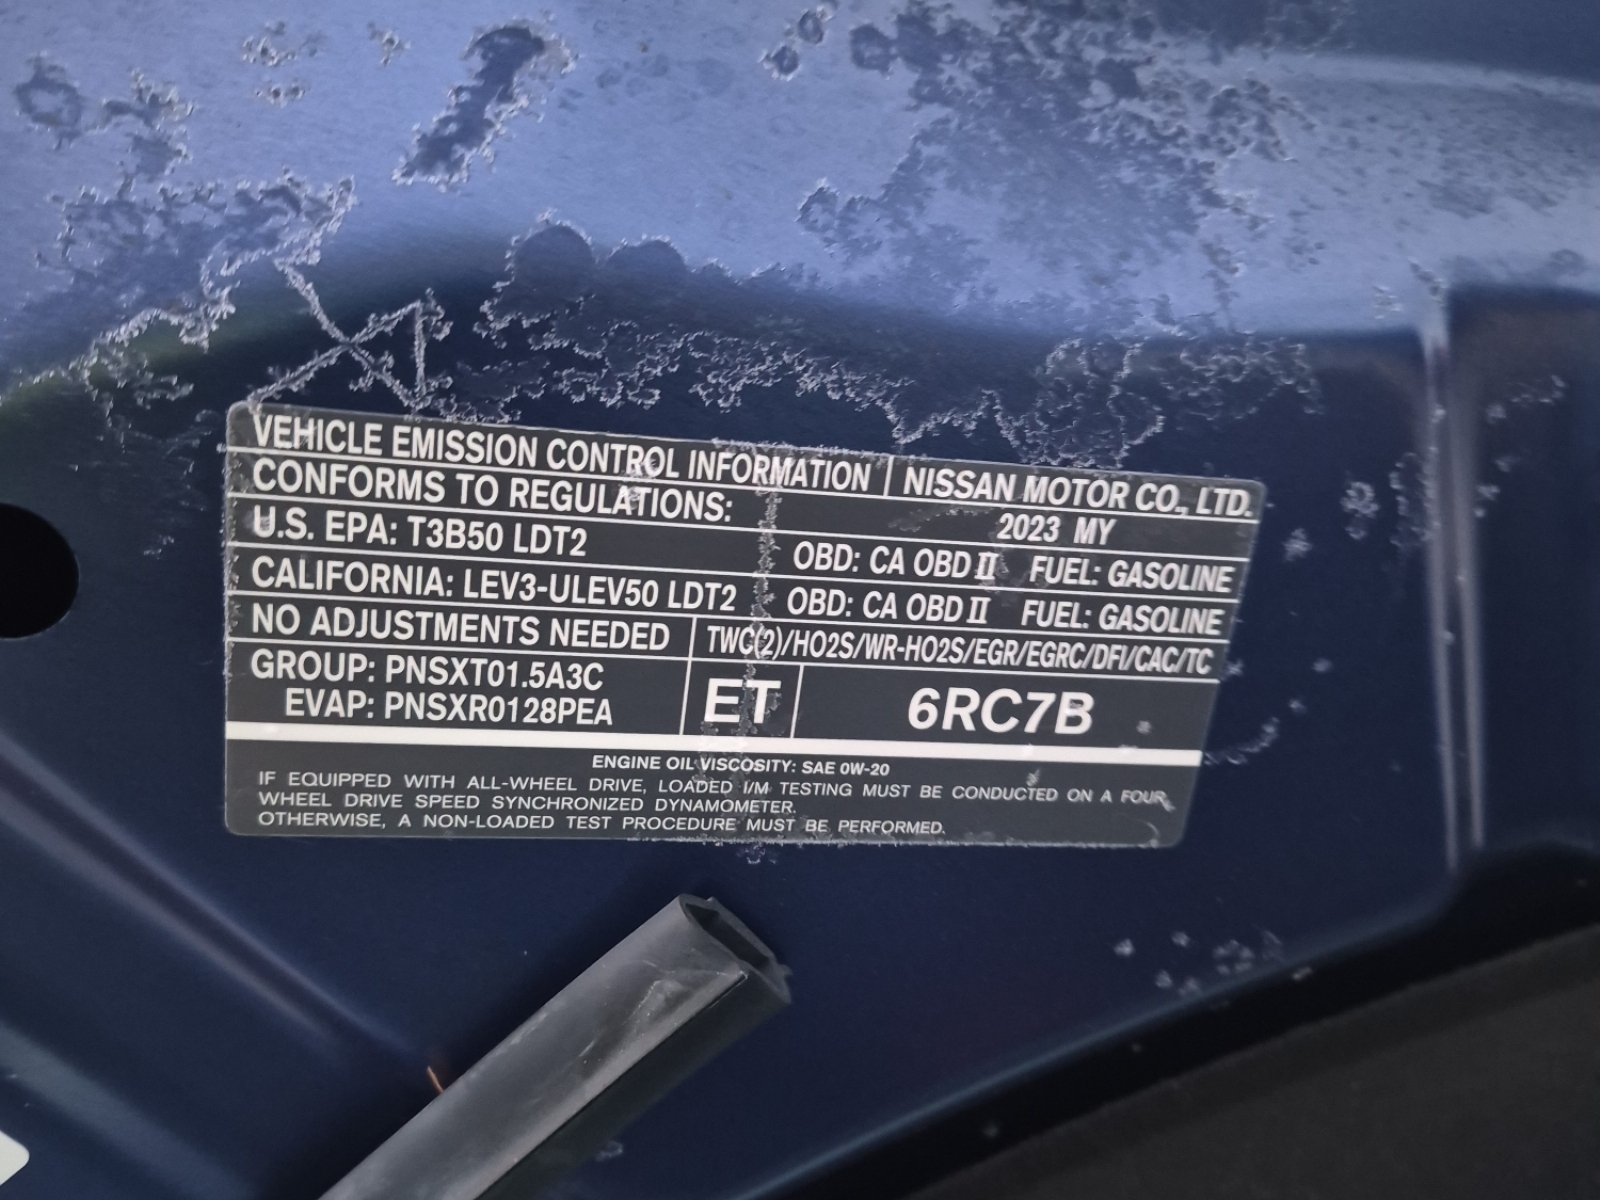 VEHICLE EMISSION CONTROL INFORMATION NISSAN MOTOR CO., LTD.
CONFORMS TO REGULATIONS: 2023 MY
U.S. EPA: T3B50 LDT2 OBD: CA OBD II FUEL: GASOLINE
CALIFORNIA: LEV3-ULEV50 LDT2 OBD: CA OBD II FUEL: GASOLINE
NO ADJUSTMENTS NEEDED TWC(2)/HO2S/WR-HO2S/EGR/EGRC/DFI/CAC/TC
GROUP: PNSXT01.5A3C
EVAP: PNSXR0128PEA
ET 6RC7B
ENGINE OIL VISCOSITY: SAE 0W-20
IF EQUIPPED WITH ALL-WHEEL DRIVE, LOADED I/M TESTING MUST BE CONDUCTED ON A FOUR
WHEEL DRIVE SPEED SYNCHRONIZED DYNAMOMETER.
OTHERWISE, A NON-LOADED TEST PROCEDURE MUST BE PERFORMED.